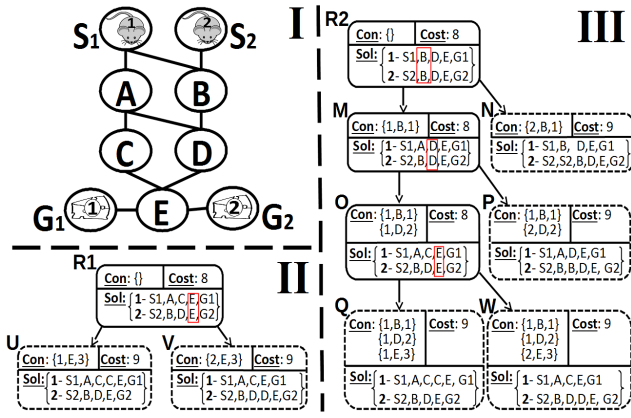 I
1
2
S1
S2
A
B
C
D
E
G1
1
2
G2
II
R1
Con: {}
Cost: 8
Sol:
1- S1,A,C,E,G1
2- S2,B,D,E,G2
U
Con: {1,E,3}
Cost: 9
Sol:
1- S1,A,C,C,E,G1
2- S2,B,D,E,G2
V
Con: {2,E,3}
Cost: 9
Sol:
1- S1,A,C,E,G1
2- S2,B,D,D,E,G2
III
R2
Con: {}
Cost: 8
Sol:
1- S1,B,D,E,G1
2- S2,B,D,E,G2
M
Con: {1,B,1}
Cost: 8
Sol:
1- S1,A,D,E,G1
2- S2,B,D,E,G2
N
Con: {2,B,1}
Cost: 9
Sol:
1- S1,B, D,E,G1
2- S2,S2,B,D,E,G2
O
Con: {1,B,1}
{1,D,2}
Cost: 8
Sol:
1- S1,A,C,E,G1
2- S2,B,D,E,G2
P
Con: {1,B,1}
{2,D,2}
Cost: 9
Sol:
1- S1,A,D,E,G1
2- S2,B,B,D,E, G2
Q
Con: {1,B,1}
{1,D,2}
{1,E,3}
Cost: 9
Sol:
1- S1,A,C,C,E, G1
2- S2,B,D,E,G2
W
Con: {1,B,1}
{1,D,2}
{2,E,3}
Cost: 9
Sol:
1- S1,A,C,E, G1
2- S2,B,D,D,E, G2